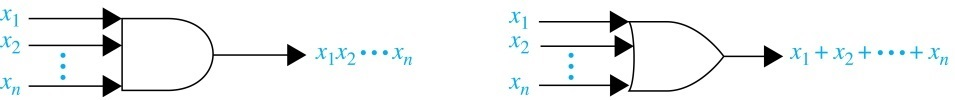 x₁
x₂
⋮
xₙ
x₁x₂ ⋯ xₙ
x₁
x₂
⋮
xₙ
x₁ + x₂ + ⋯ + xₙ